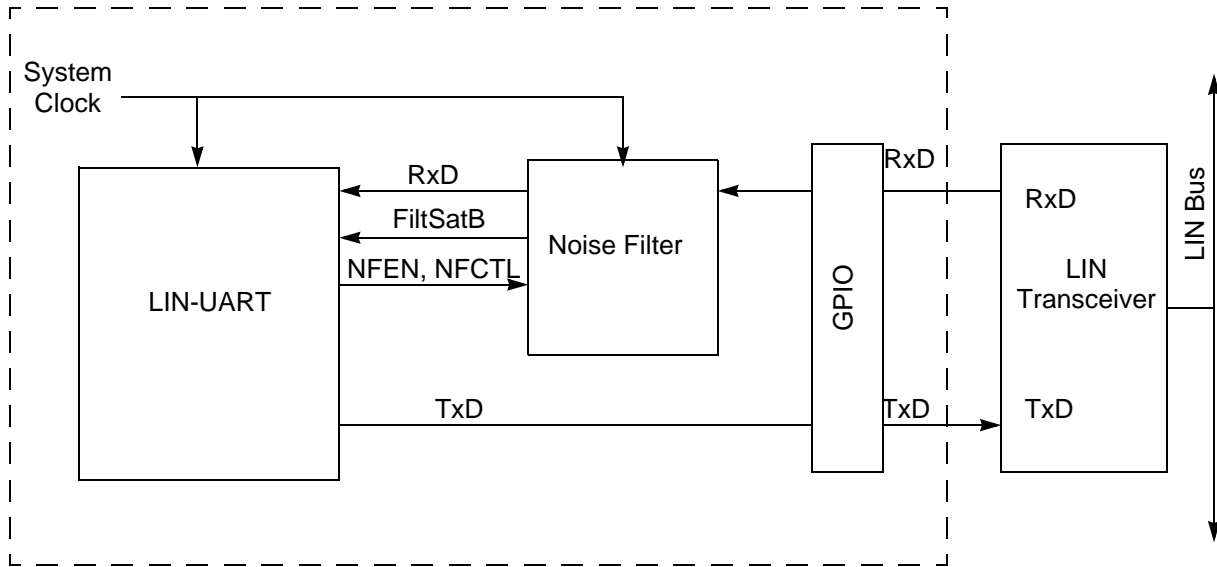 System
Clock
RxD
FiltSatB
NFEN, NFCTL
LIN-UART
TxD
Noise Filter
GPIO
RxD
TxD
RxD
LIN
Transceiver
TxD
LIN Bus